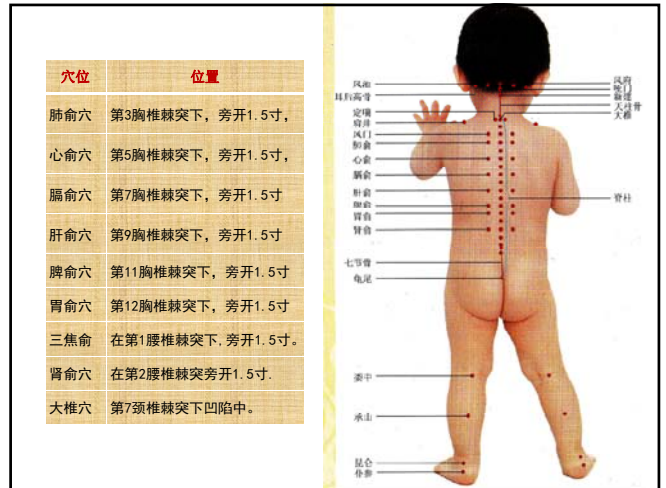 穴位 位置
肺俞穴 第3胸椎棘突下，旁开1.5寸，
心俞穴 第5胸椎棘突下，旁开1.5寸，
膈俞穴 第7胸椎棘突下，旁开1.5寸
肝俞穴 第9胸椎棘突下，旁开1.5寸
脾俞穴 第11胸椎棘突下，旁开1.5寸
胃俞穴 第12胸椎棘突下，旁开1.5寸
三焦俞 在第1腰椎棘突下,旁开1.5寸。
肾俞穴 在第2腰椎棘突旁开1.5寸.
大椎穴 第7颈椎棘突下凹陷中。
风池
耳后高骨
定喘
肩井
风门
肺俞
心俞
膈俞
肝俞
脾俞
胃俞
肾俞
七节骨
龟尾
委中
承山
昆仑
仆参
风府
哑门
天柱骨
大椎
脊柱